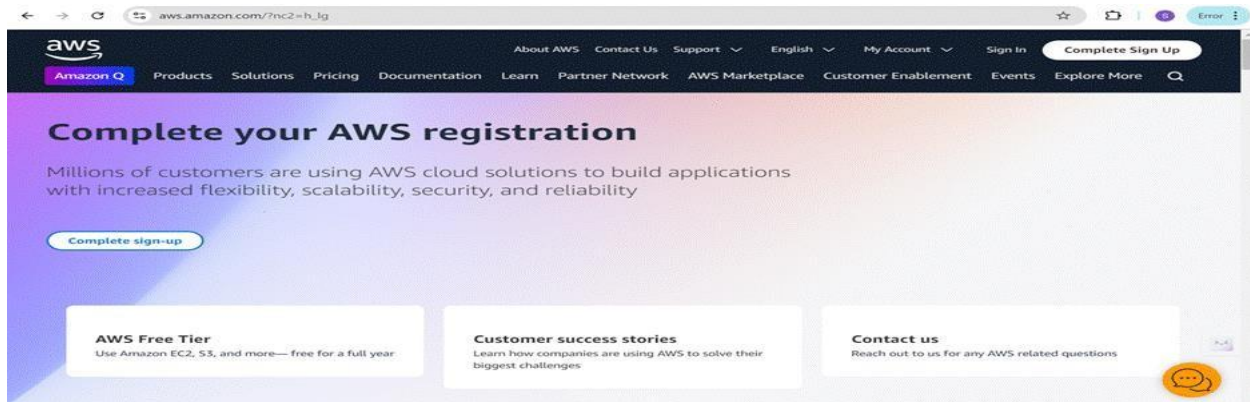 aws.amazon.com/?nc2=h_lg
S
Error
aws
About AWS Contact Us Support English My Account Sign In Complete Sign Up
Amazon Q Products Solutions Pricing Documentation Learn Partner Network AWS Marketplace Customer Enablement Events Explore More
Complete your AWS registration
Millions of customers are using AWS cloud solutions to build applications
with increased flexibility, scalability, security, and reliability
Complete sign-up
AWS Free Tier
Use Amazon EC2, S3, and more— free for a full year
Customer success stories
Learn how companies are using AWS to solve their
biggest challenges
Contact us
Reach out to us for any AWS related questions